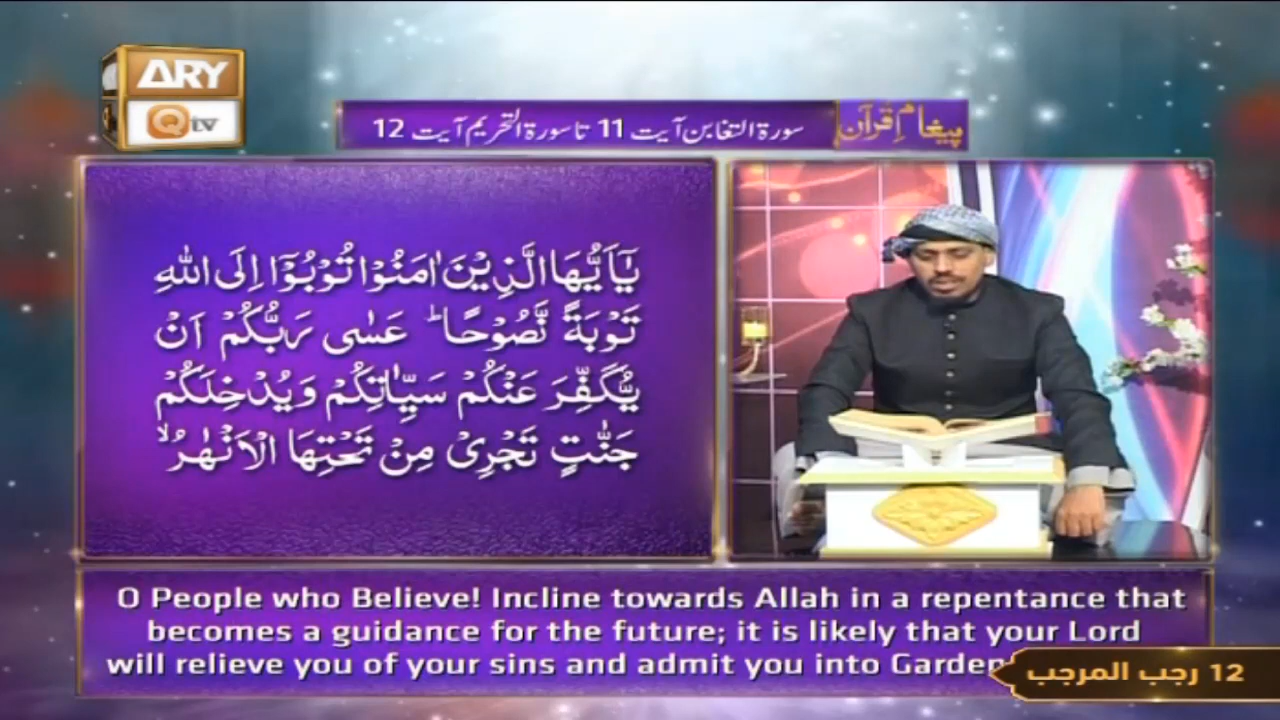 ARY
Qtv
پیغامِ قرآن
سورۃ التغابن آیت 11 تا سورۃ التحریم آیت 12
یٰۤاَیُّهَا الَّذِیْنَ اٰمَنُوْا تُوْبُوْۤا اِلَی اللّٰهِ
تَوْبَةً نَّصُوْحًا ؕ عَسٰی رَبُّكُمْ اَنْ
یُّكَفِّرَ عَنْكُمْ سَیِّاٰتِكُمْ وَیُدْخِلَكُمْ
جَنّٰتٍ تَجْرِیْ مِنْ تَحْتِهَا الْاَنْهٰرُ ۙ
O People who Believe! Incline towards Allah in a repentance that
becomes a guidance for the future; it is likely that your Lord
will relieve you of your sins and admit you into
12 رجب المرجب